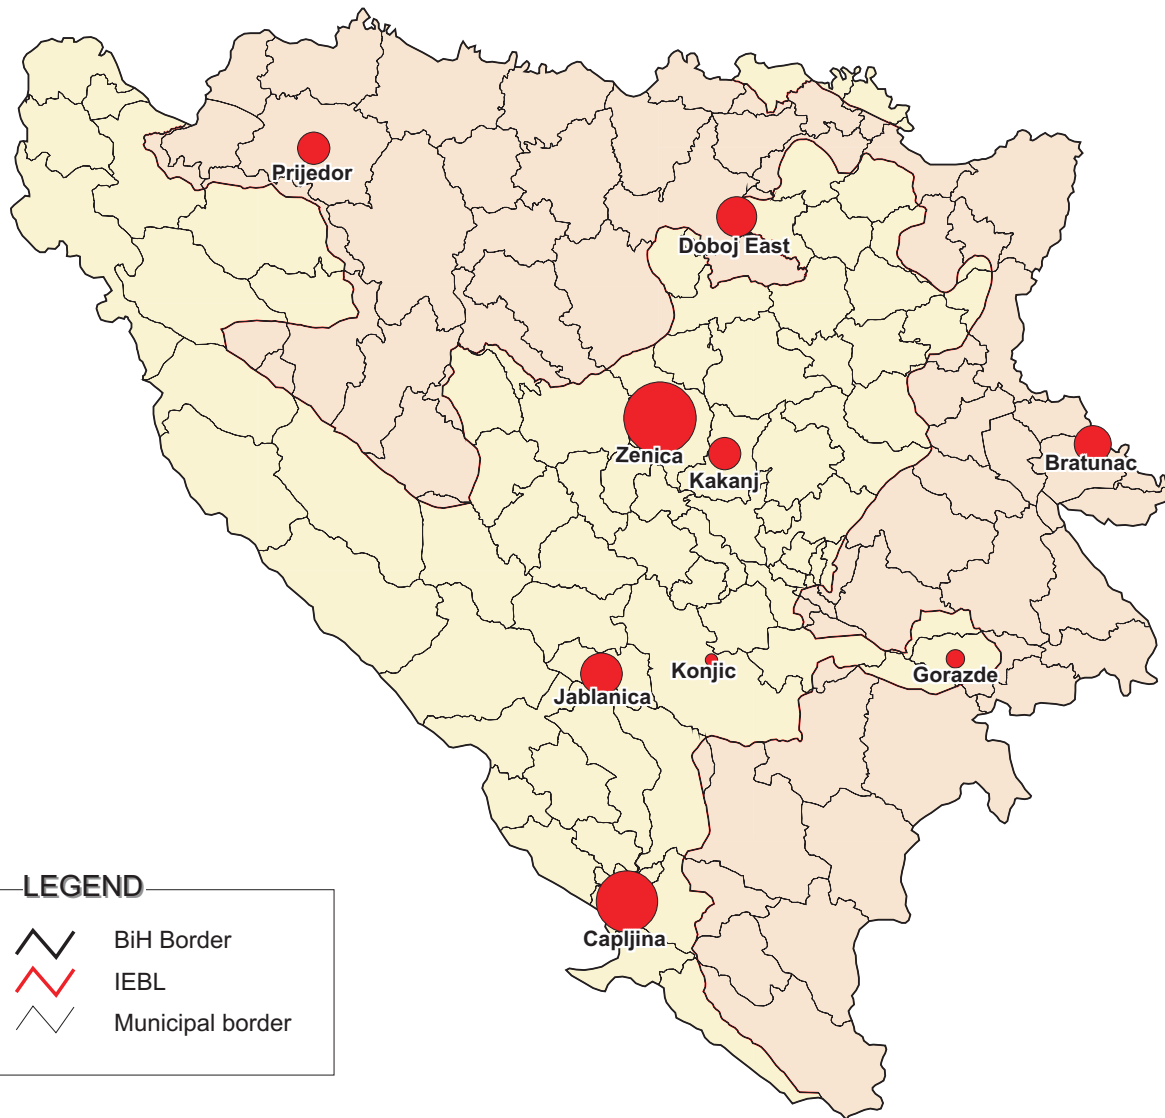 Prijedor
Doboj East
Zenica
Kakanj
Bratunac
Konjic
Gorazde
Jablanica
Capljina
LEGEND
BiH Border
IEBL
Municipal border